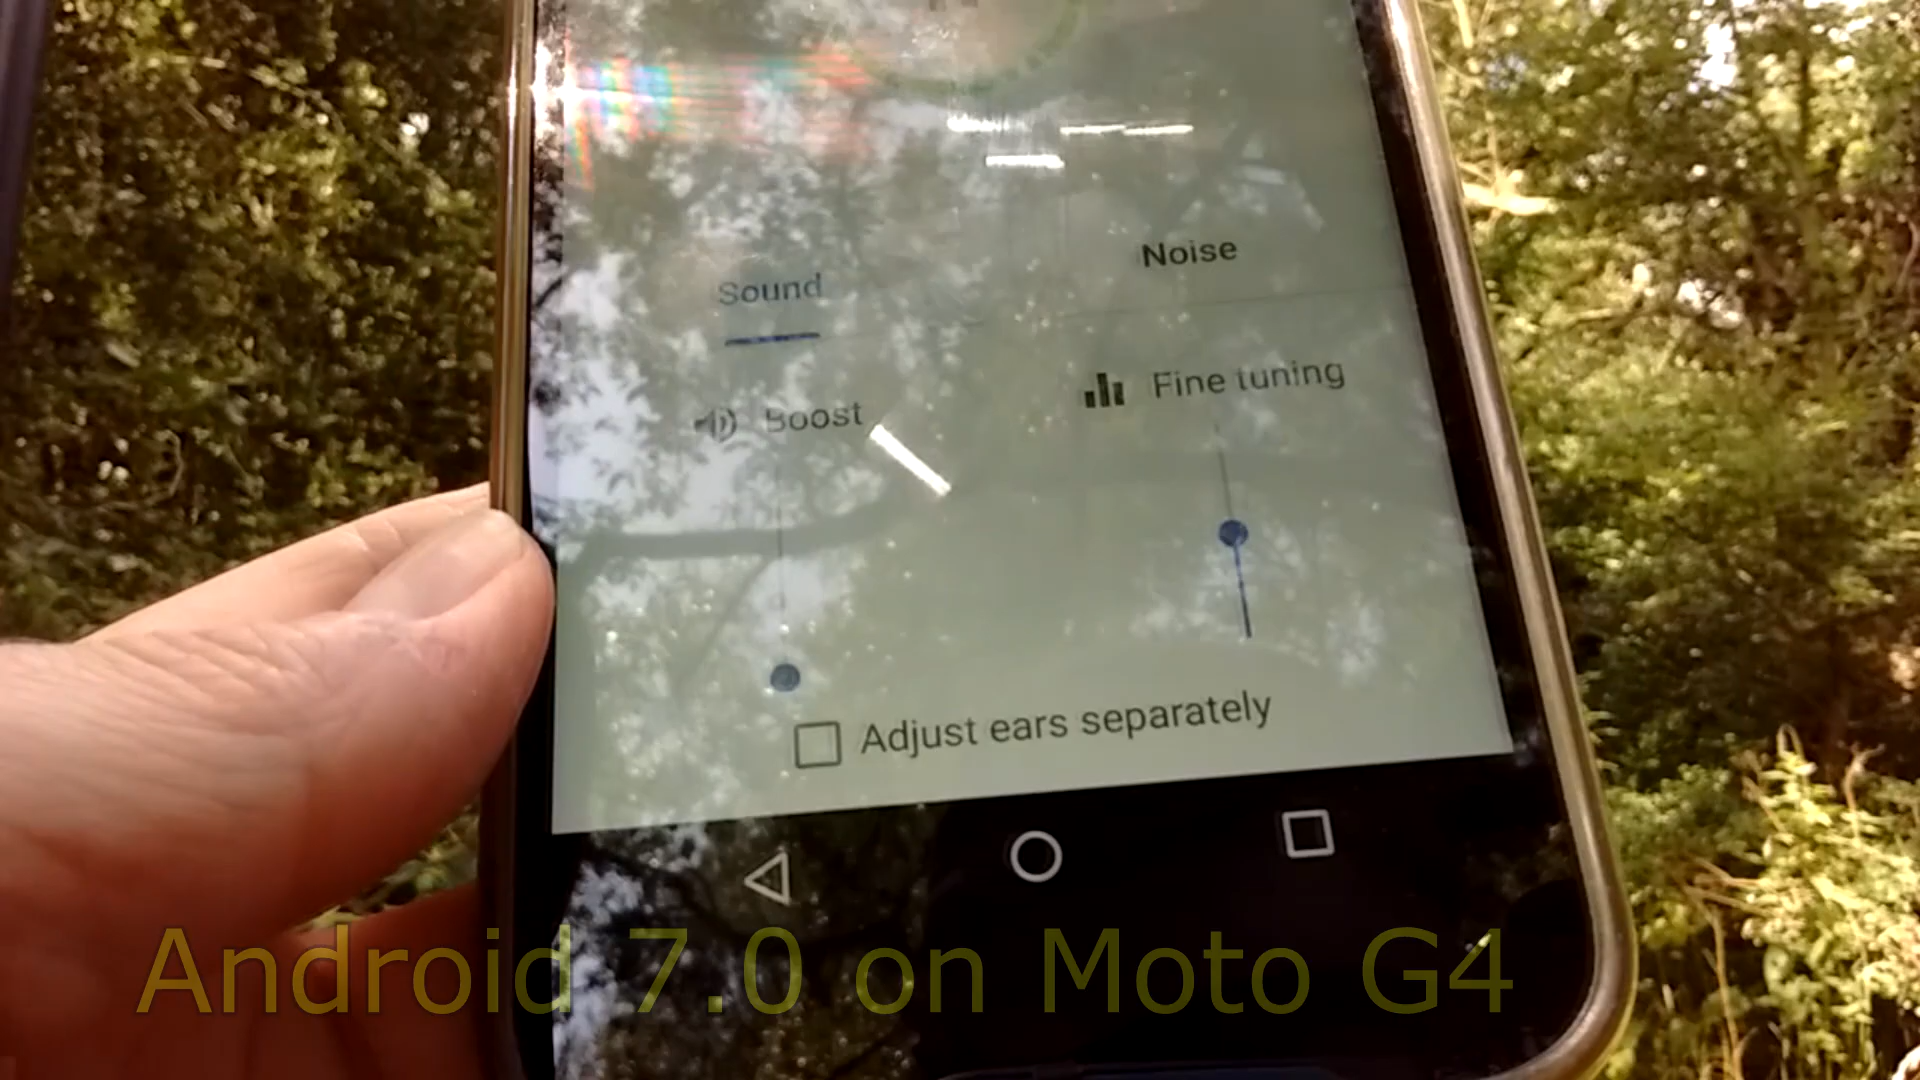 Sound
Noise
Boost
Fine tuning
Adjust ears separately
Android 7.0 on Moto G4